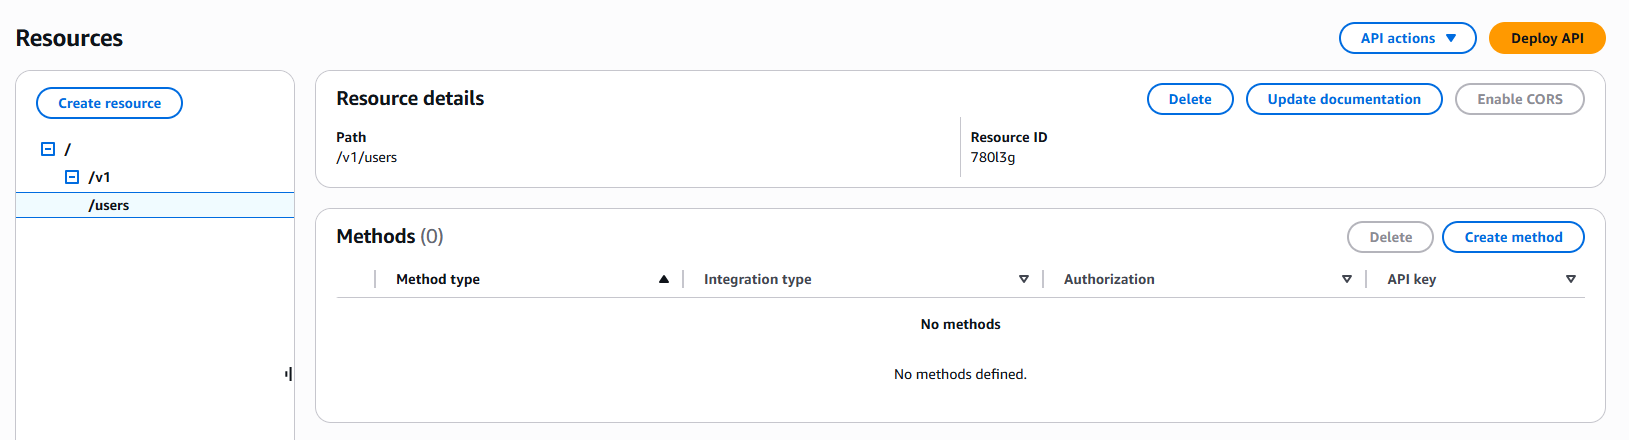 Resources
API actions
Deploy API
Create resource
/
/v1
/users
Resource details
Delete
Update documentation
Enable CORS
Path
/v1/users
Resource ID
780l3g
Methods (0)
Delete
Create method
Method type
Integration type
Authorization
API key
No methods
No methods defined.